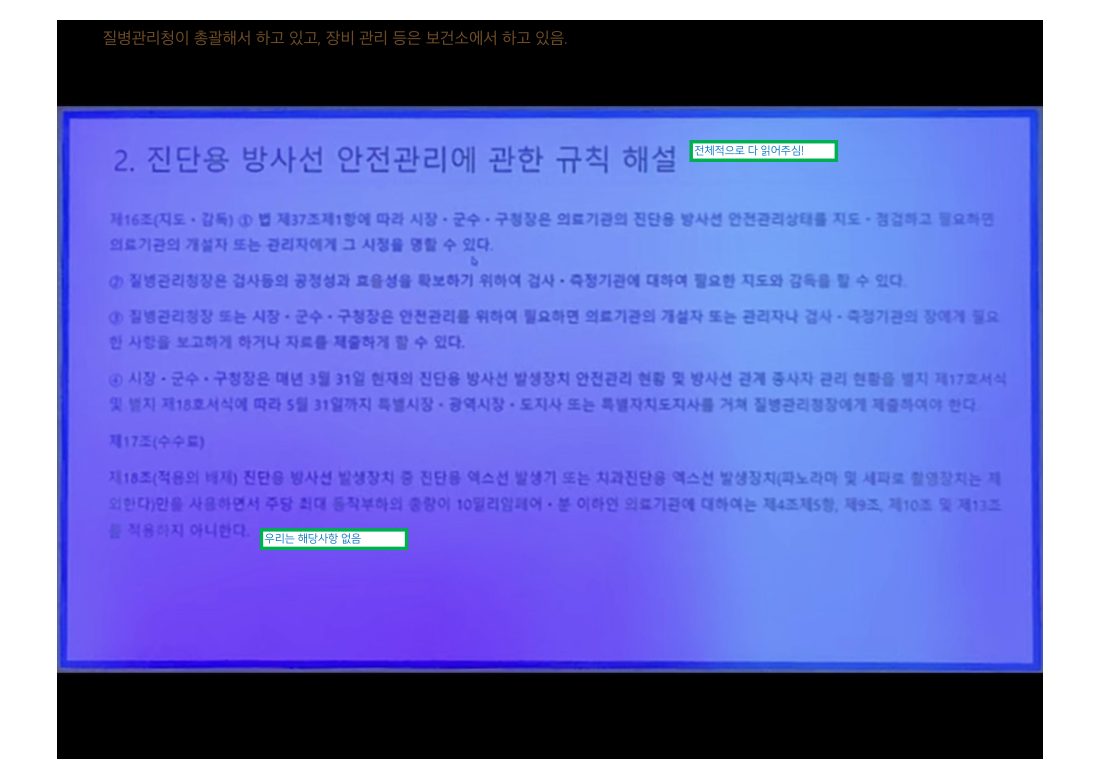 질병관리청이 총괄해서 하고 있고, 장비 관리 등은 보건소에서 하고 있음.
2. 진단용 방사선 안전관리에 관한 규칙 해설
전체적으로 다 읽어주심!
제16조(지도・감독) ① 법 제37조제1항에 따라 시장・군수・구청장은 의료기관의 진단용 방사선 안전관리상태를 지도・점검하고 필요하면
의료기관의 개설자 또는 관리자에게 그 시정을 명할 수 있다.
② 질병관리청장은 검사등의 공정성과 효율성을 확보하기 위하여 검사・측정기관에 대하여 필요한 지도와 감독을 할 수 있다.
③ 질병관리청장 또는 시장・군수・구청장은 안전관리를 위하여 필요하면 의료기관의 개설자 또는 관리자나 검사・측정기관의 장에게 필요
한 사항을 보고하게 하거나 자료를 제출하게 할 수 있다.
④ 시장・군수・구청장은 매년 3월 31일 현재의 진단용 방사선 발생장치 안전관리 현황 및 방사선 관계 종사자 관리 현황을 별지 제17호서식
및 별지 제18호서식에 따라 5월 31일까지 특별시장・광역시장・도지사 또는 특별자치도지사를 거쳐 질병관리청장에게 제출하여야 한다.
제17조(수수료)
제18조(적용의 배제) 진단용 방사선 발생장치 중 진단용 엑스선 발생기 또는 치과진단용 엑스선 발생장치(파노라마 및 세파로 촬영장치는 제
외한다)만을 사용하면서 주당 최대 동작부하의 총량이 10밀리암페어・분 이하인 의료기관에 대하여는 제4조제5항, 제9조, 제10조 및 제13조
를 적용하지 아니한다.
우리는 해당사항 없음